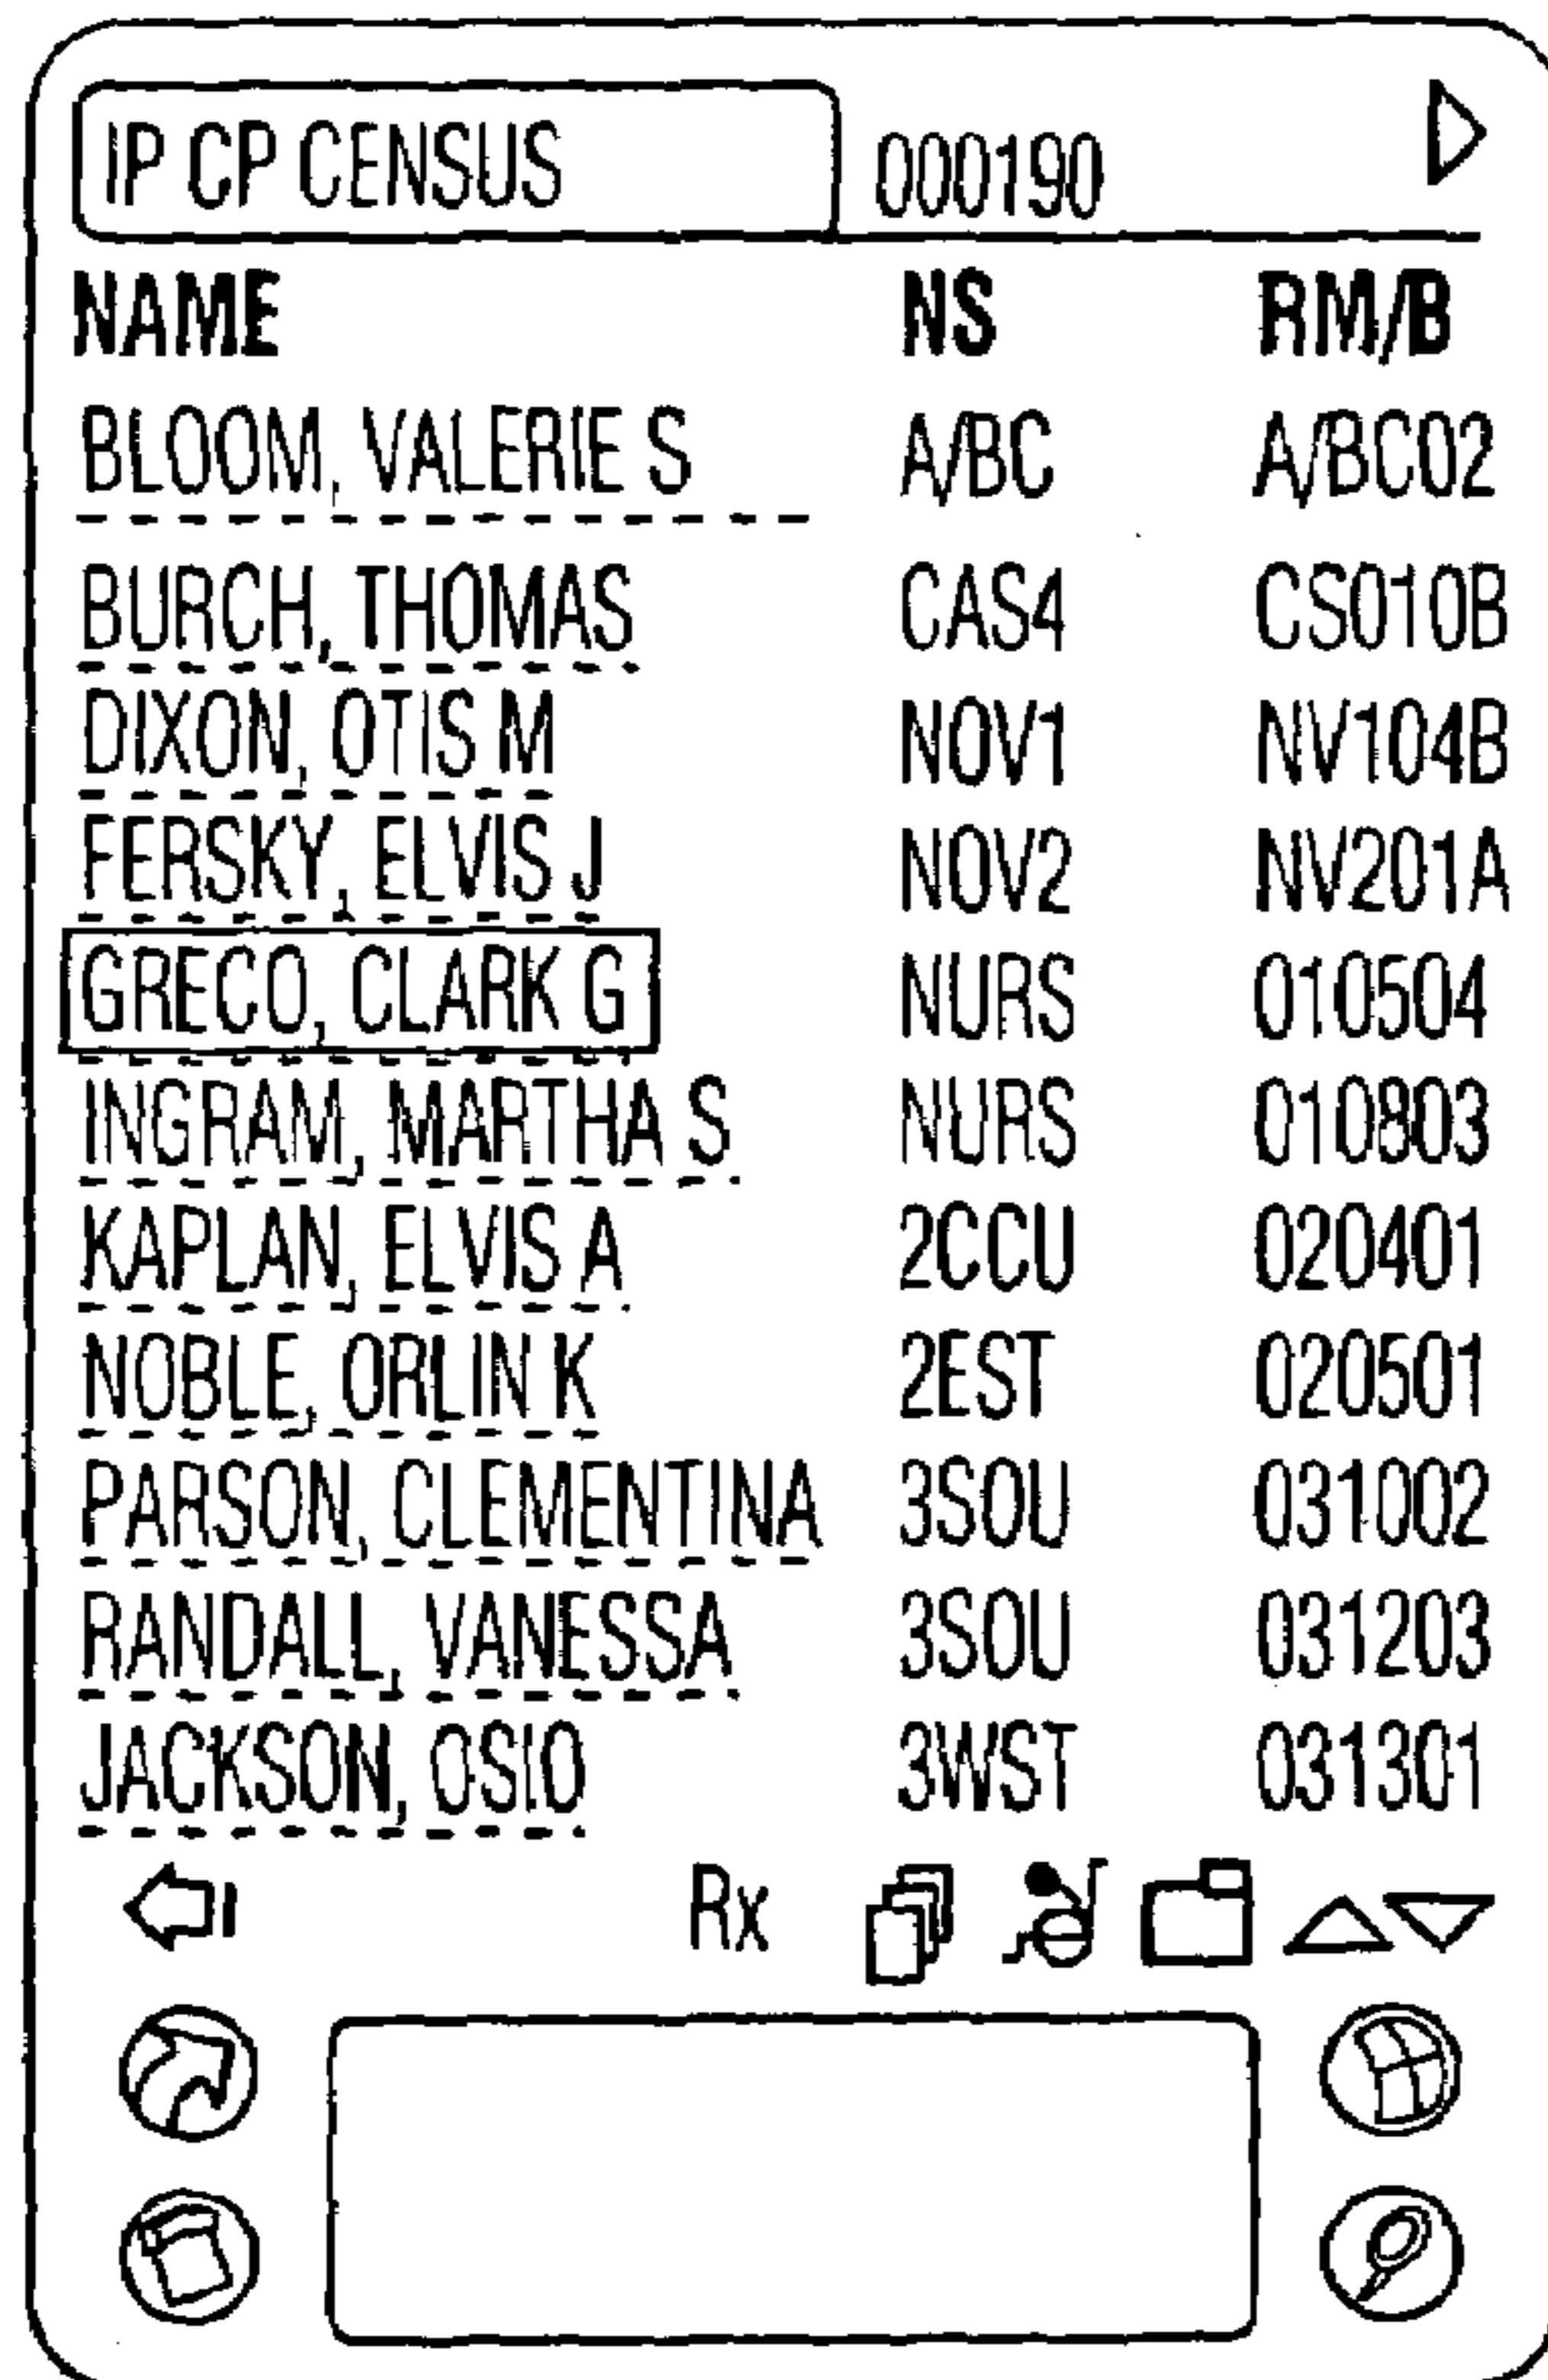 IP CP CENSUS 000190
NAME NS RM/B
BLOOM, VALERIE S A/BC A/BC02
BURCH, THOMAS CAS4 CS010B
DIXON, OTIS M NOV1 NV104B
FERSKY, ELVIS J NOV2 NV201A
GRECO, CLARK G NURS 010504
INGRAM, MARTHA S NURS 010803
KAPLAN, ELVIS A 2CCU 020401
NOBLE, ORLIN K 2EST 020501
PARSON, CLEMENTINA 3SOU 031002
RANDALL, VANESSA 3SOU 031203
JACKSON, OSIO 3WST 031301
Rx